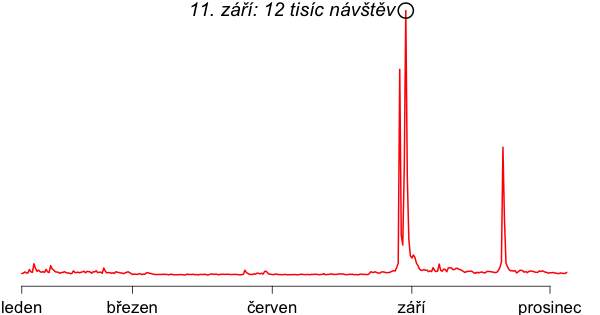 11. září: 12 tisíc návštěv
leden březen červen září prosinec